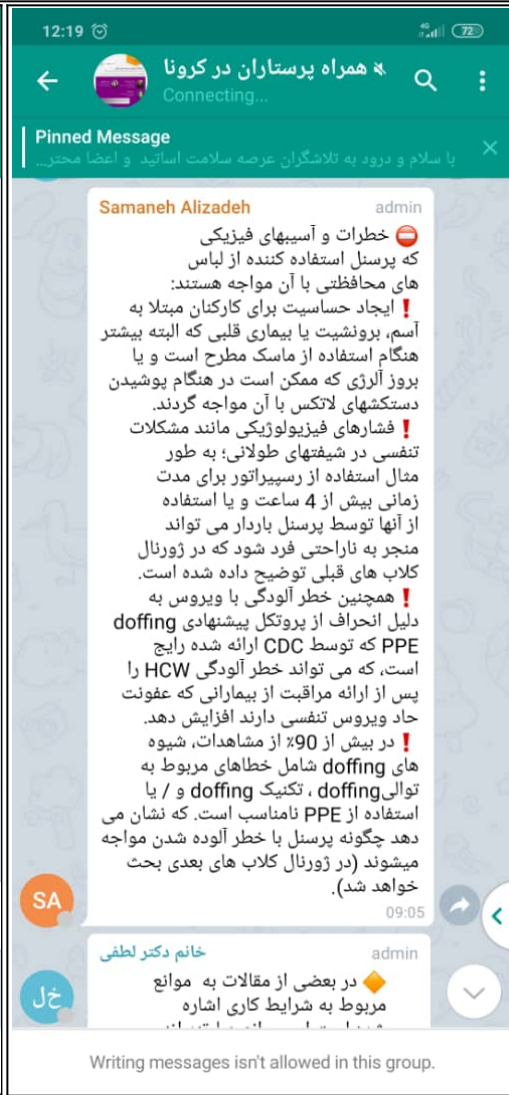 12:19
4G
72
همراه پرستاران در کرونا
Connecting...
Pinned Message
با سلام و درود به تلاشگران عرصه سلامت اساتید و اعضا محتر...
Samaneh Alizadeh
admin
⛔ خطرات و آسیبهای فیزیکی
که پرسنل استفاده کننده از لباس
های محافظتی با آن مواجه هستند:
❗ ایجاد حساسیت برای کارکنان مبتلا به
آسم، برونشیت یا بیماری قلبی که البته بیشتر
هنگام استفاده از ماسک مطرح است و یا
بروز آلرژی که ممکن است در هنگام پوشیدن
دستکشهای لاتکس با آن مواجه گردند.
❗ فشارهای فیزیولوژیکی مانند مشکلات
تنفسی در شیفتهای طولانی؛ به طور
مثال استفاده از رسپیراتور برای مدت
زمانی بیش از 4 ساعت و یا استفاده
از آنها توسط پرسنل باردار می تواند
منجر به ناراحتی فرد شود که در ژورنال
کلاب های قبلی توضیح داده شده است.
❗ همچنین خطر آلودگی با ویروس به
دلیل انحراف از پروتکل پیشنهادی doffing
PPE که توسط CDC ارائه شده رایج
است، که می تواند خطر آلودگی HCW را
پس از ارائه مراقبت از بیمارانی که عفونت
حاد ویروس تنفسی دارند افزایش دهد.
❗ در بیش از 90٪ از مشاهدات، شیوه
های doffing شامل خطاهای مربوط به
توالیdoffing ، تکنیک doffing و / یا
استفاده از PPE نامناسب است. که نشان می
دهد چگونه پرسنل با خطر آلوده شدن مواجه
میشوند (در ژورنال کلاب های بعدی بحث
خواهد شد).
09:05
SA
خانم دکتر لطفی
admin
🔶 در بعضی از مقالات به موانع
مربوط به شرایط کاری اشاره
خ‌ل
Writing messages isn't allowed in this group.